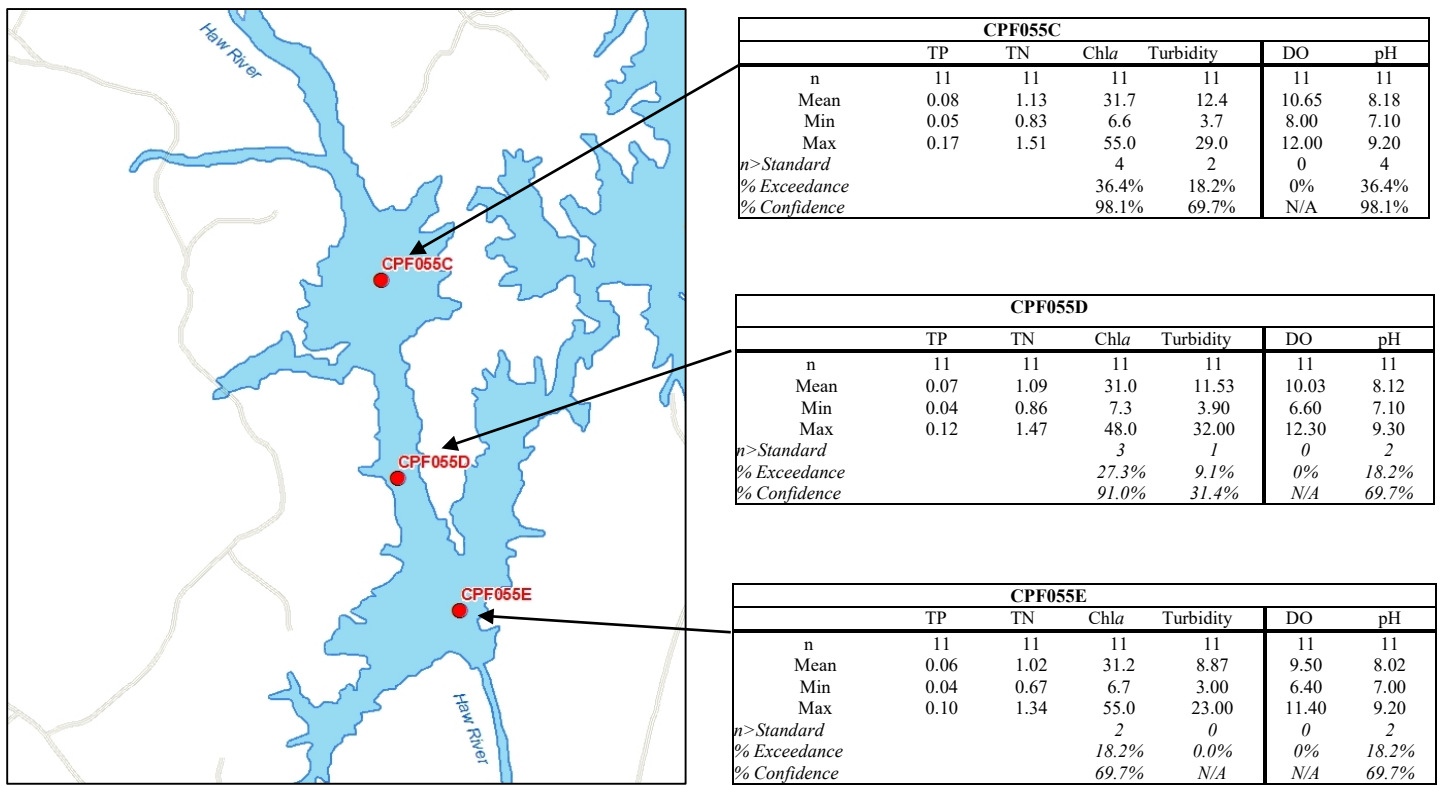 Haw River
CPF055C
CPF055D
CPF055E
Haw River
CPF055C
TP TN Chla Turbidity DO pH
n 11 11 11 11 11 11
Mean 0.08 1.13 31.7 12.4 10.65 8.18
Min 0.05 0.83 6.6 3.7 8.00 7.10
Max 0.17 1.51 55.0 29.0 12.00 9.20
n>Standard 4 2 0 4
% Exceedance 36.4% 18.2% 0% 36.4%
% Confidence 98.1% 69.7% N/A 98.1%
CPF055D
TP TN Chla Turbidity DO pH
n 11 11 11 11 11 11
Mean 0.07 1.09 31.0 11.53 10.03 8.12
Min 0.04 0.86 7.3 3.90 6.60 7.10
Max 0.12 1.47 48.0 32.00 12.30 9.30
n>Standard 3 1 0 2
% Exceedance 27.3% 9.1% 0% 18.2%
% Confidence 91.0% 31.4% N/A 69.7%
CPF055E
TP TN Chla Turbidity DO pH
n 11 11 11 11 11 11
Mean 0.06 1.02 31.2 8.87 9.50 8.02
Min 0.04 0.67 6.7 3.00 6.40 7.00
Max 0.10 1.34 55.0 23.00 11.40 9.20
n>Standard 2 0 0 2
% Exceedance 18.2% 0.0% 0% 18.2%
% Confidence 69.7% N/A N/A 69.7%